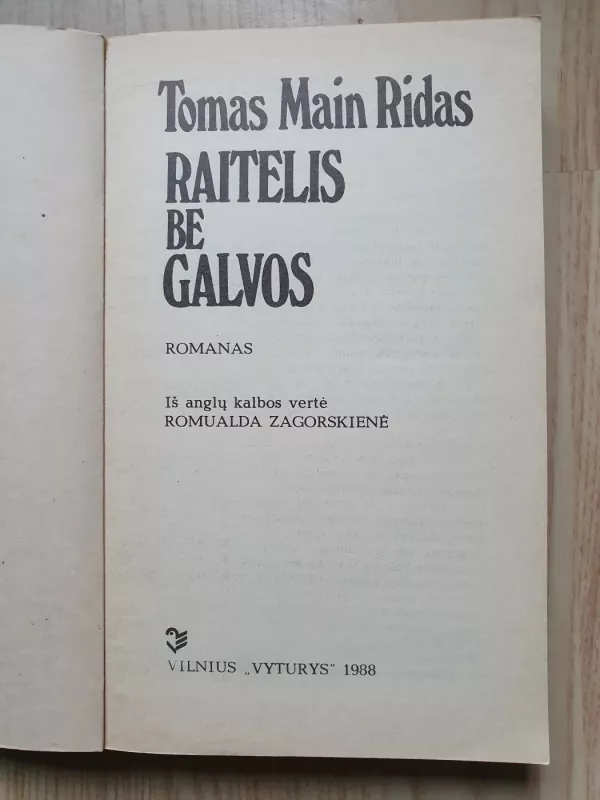 Tomas Main Ridas
RAITELIS
BE
GALVOS
ROMANAS
Iš anglų kalbos vertė
ROMUALDA ZAGORSKIENĖ
VILNIUS „VYTURYS“ 1988